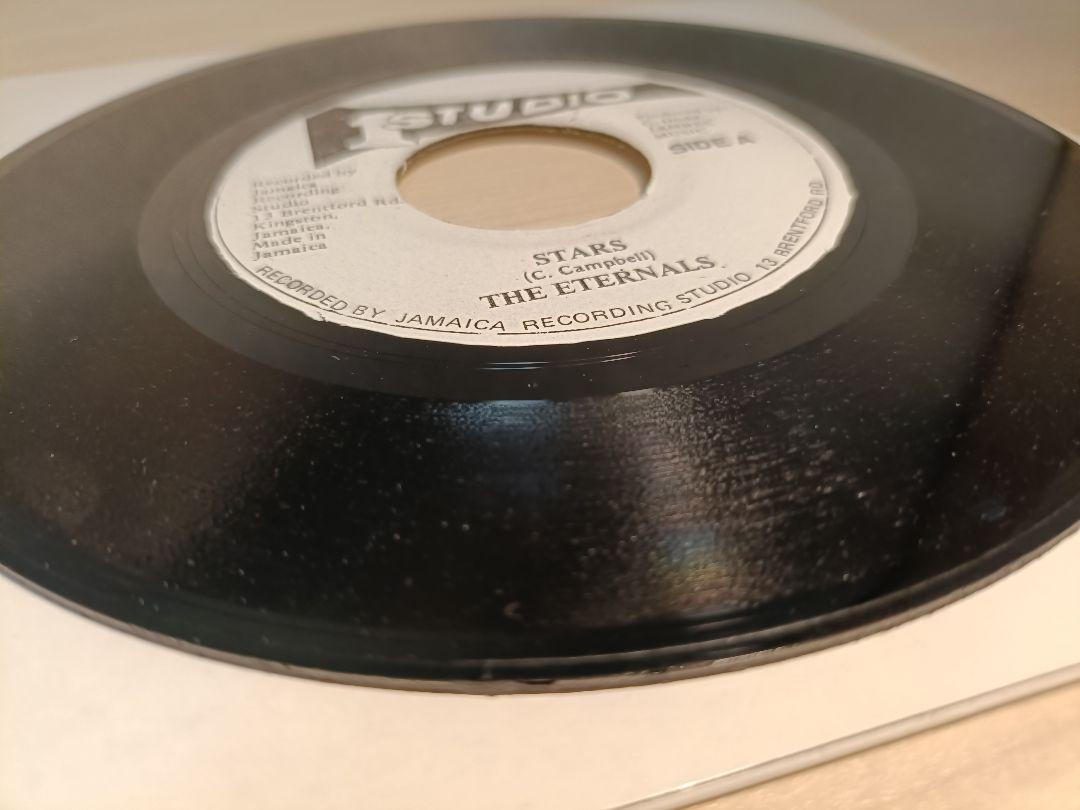 1 STUDIO
SIDE A
Recorded by
Jamaica
Recording
Studio
13 Brentford Rd.
Kingston,
Jamaica.
Made in
Jamaica
STARS
(C. Campbell)
THE ETERNALS
RECORDED BY JAMAICA RECORDING STUDIO 13 BRENTFORD RD